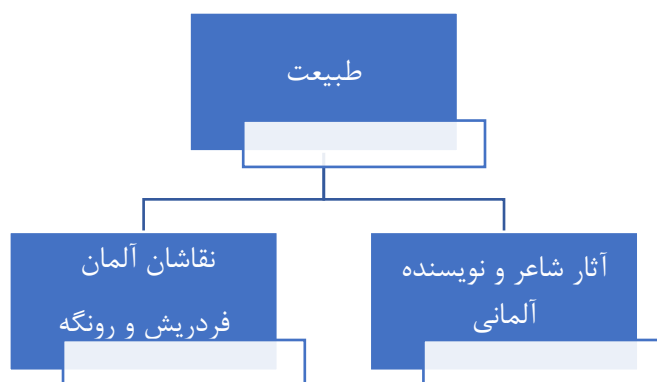 طبیعت
آثار شاعر و نویسنده
آلمانی
نقاشان آلمان
فردریش و رونگه